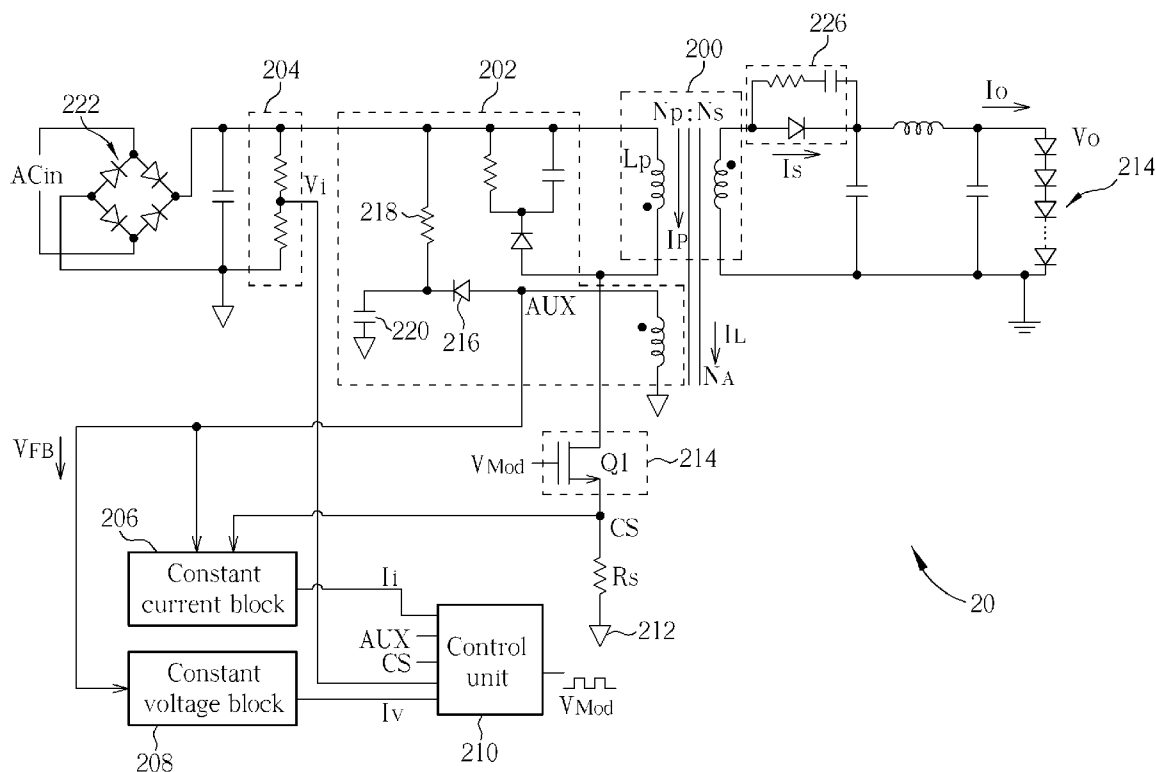 226
204
202
200
Io
222
Np:Ns
Vo
ACin
Vi
Lp
Is
214
218
IP
AUX
220
216
IL
NA
VFB
VMod
Q1
214
206
CS
Constant
current block
Ii
Rs
20
AUX
212
CS
Control
unit
Constant
voltage block
Iv
VMod
208
210